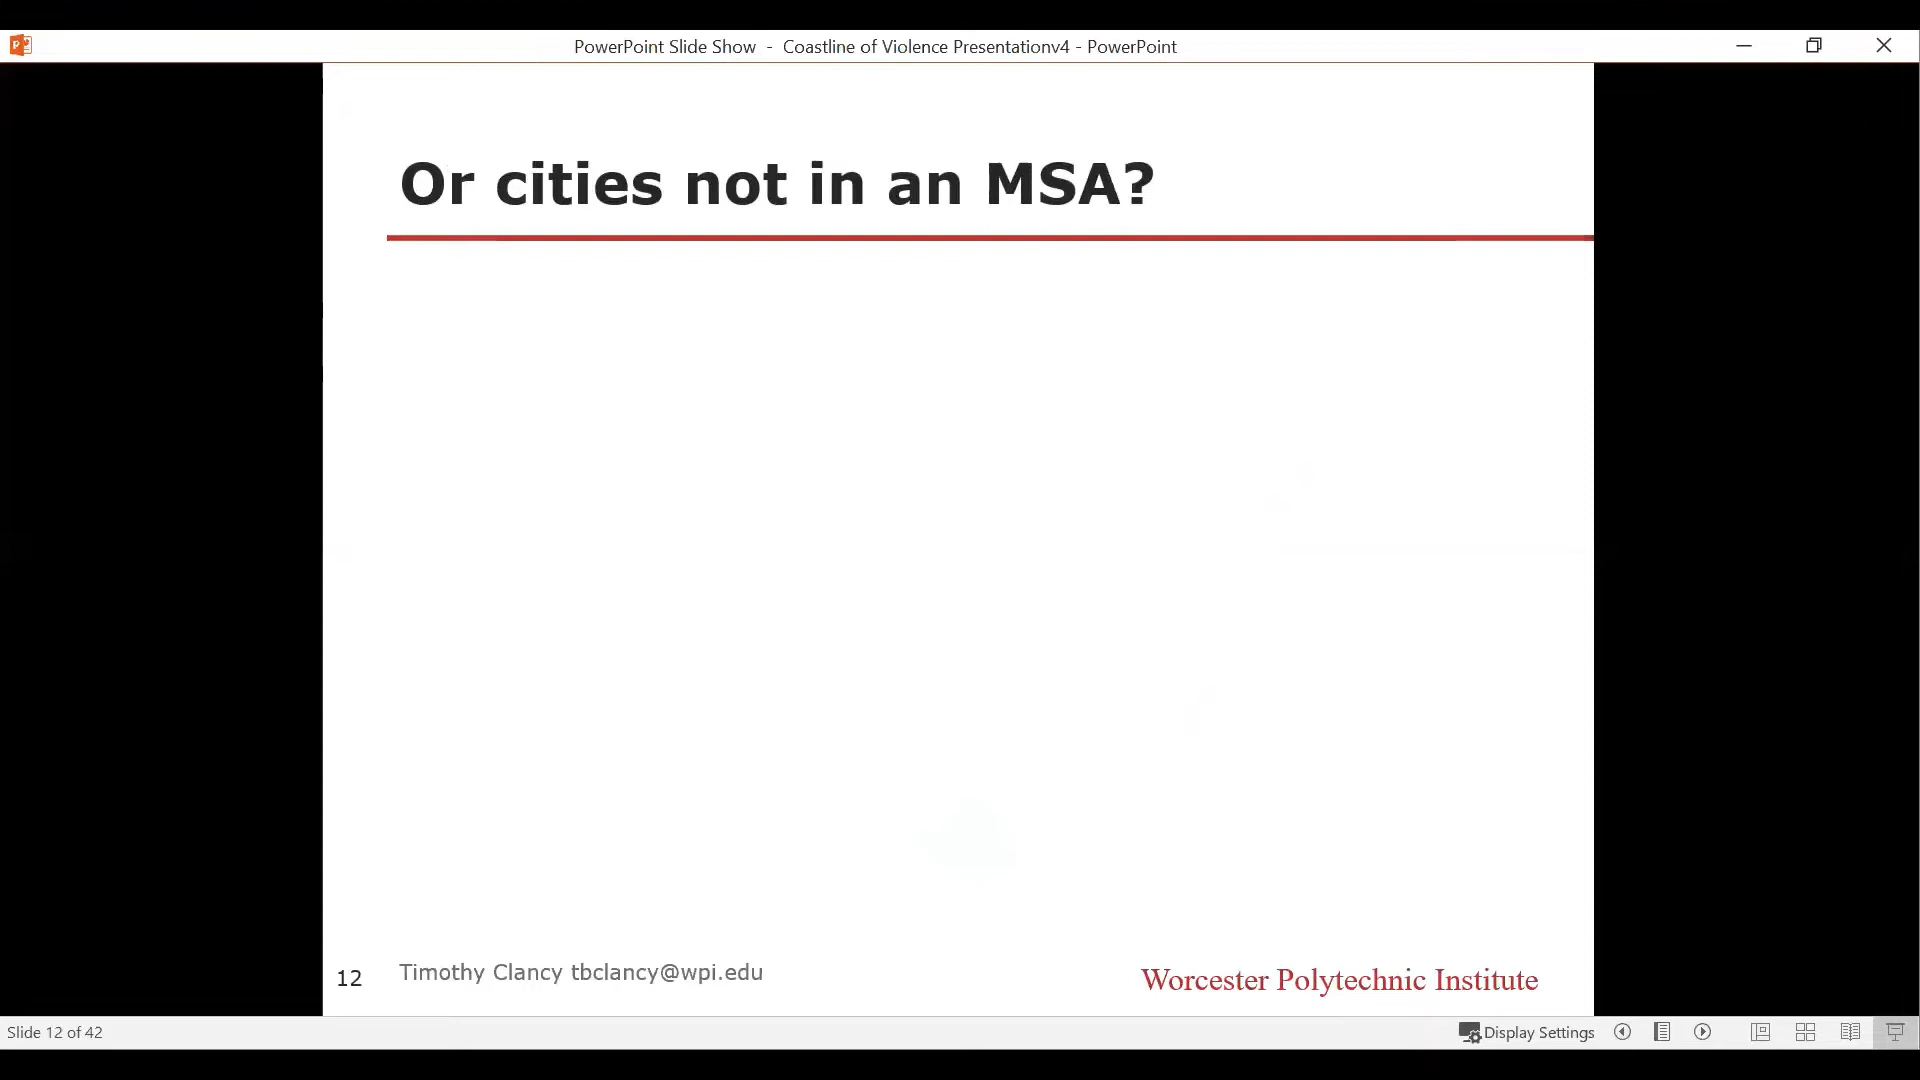 PowerPoint Slide Show - Coastline of Violence Presentationv4 - PowerPoint
Or cities not in an MSA?
12
Timothy Clancy tbclancy@wpi.edu
Worcester Polytechnic Institute
Slide 12 of 42
Display Settings